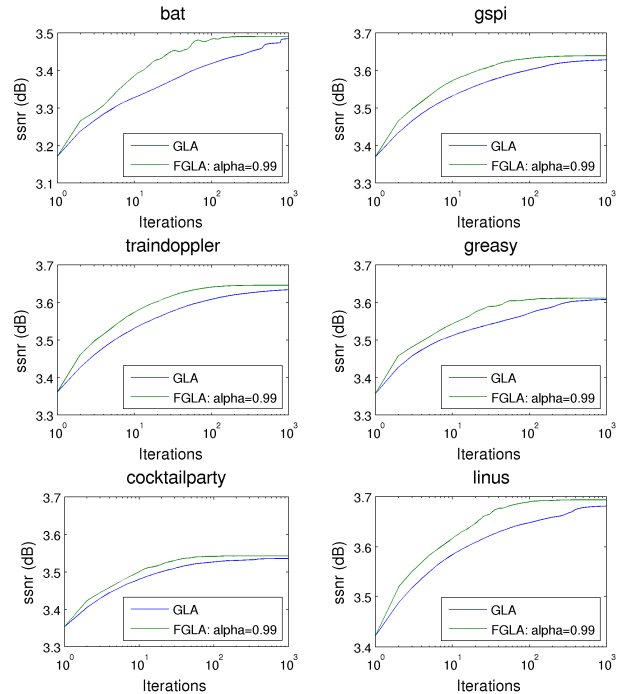 bat
3.5
3.4
3.3
3.2
3.1
ssnr (dB)
GLA
FGLA: alpha=0.99
10^0
10^1
10^2
10^3
Iterations
gspi
3.7
3.6
3.5
3.4
3.3
ssnr (dB)
GLA
FGLA: alpha=0.99
10^0
10^1
10^2
10^3
Iterations
traindoppler
3.7
3.6
3.5
3.4
3.3
ssnr (dB)
GLA
FGLA: alpha=0.99
10^0
10^1
10^2
10^3
Iterations
greasy
3.7
3.6
3.5
3.4
3.3
ssnr (dB)
GLA
FGLA: alpha=0.99
10^0
10^1
10^2
10^3
Iterations
cocktailparty
3.7
3.6
3.5
3.4
3.3
ssnr (dB)
GLA
FGLA: alpha=0.99
10^0
10^1
10^2
10^3
Iterations
linus
3.7
3.6
3.5
3.4
ssnr (dB)
GLA
FGLA: alpha=0.99
10^0
10^1
10^2
10^3
Iterations